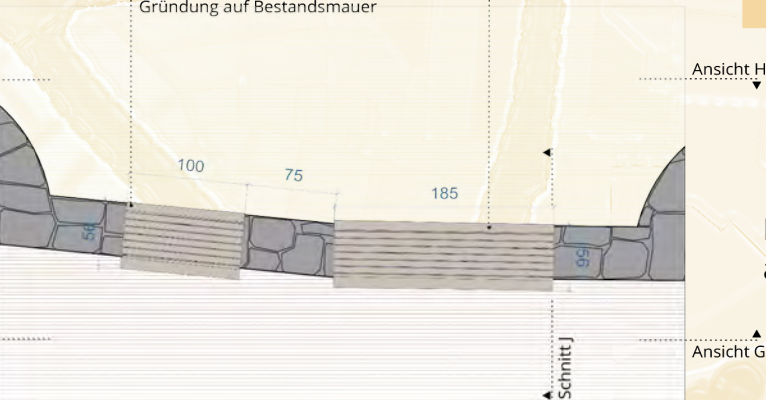 Gründung auf Bestandsmauer
Ansicht H
100
75
185
56
56
Schnitt J
Ansicht G